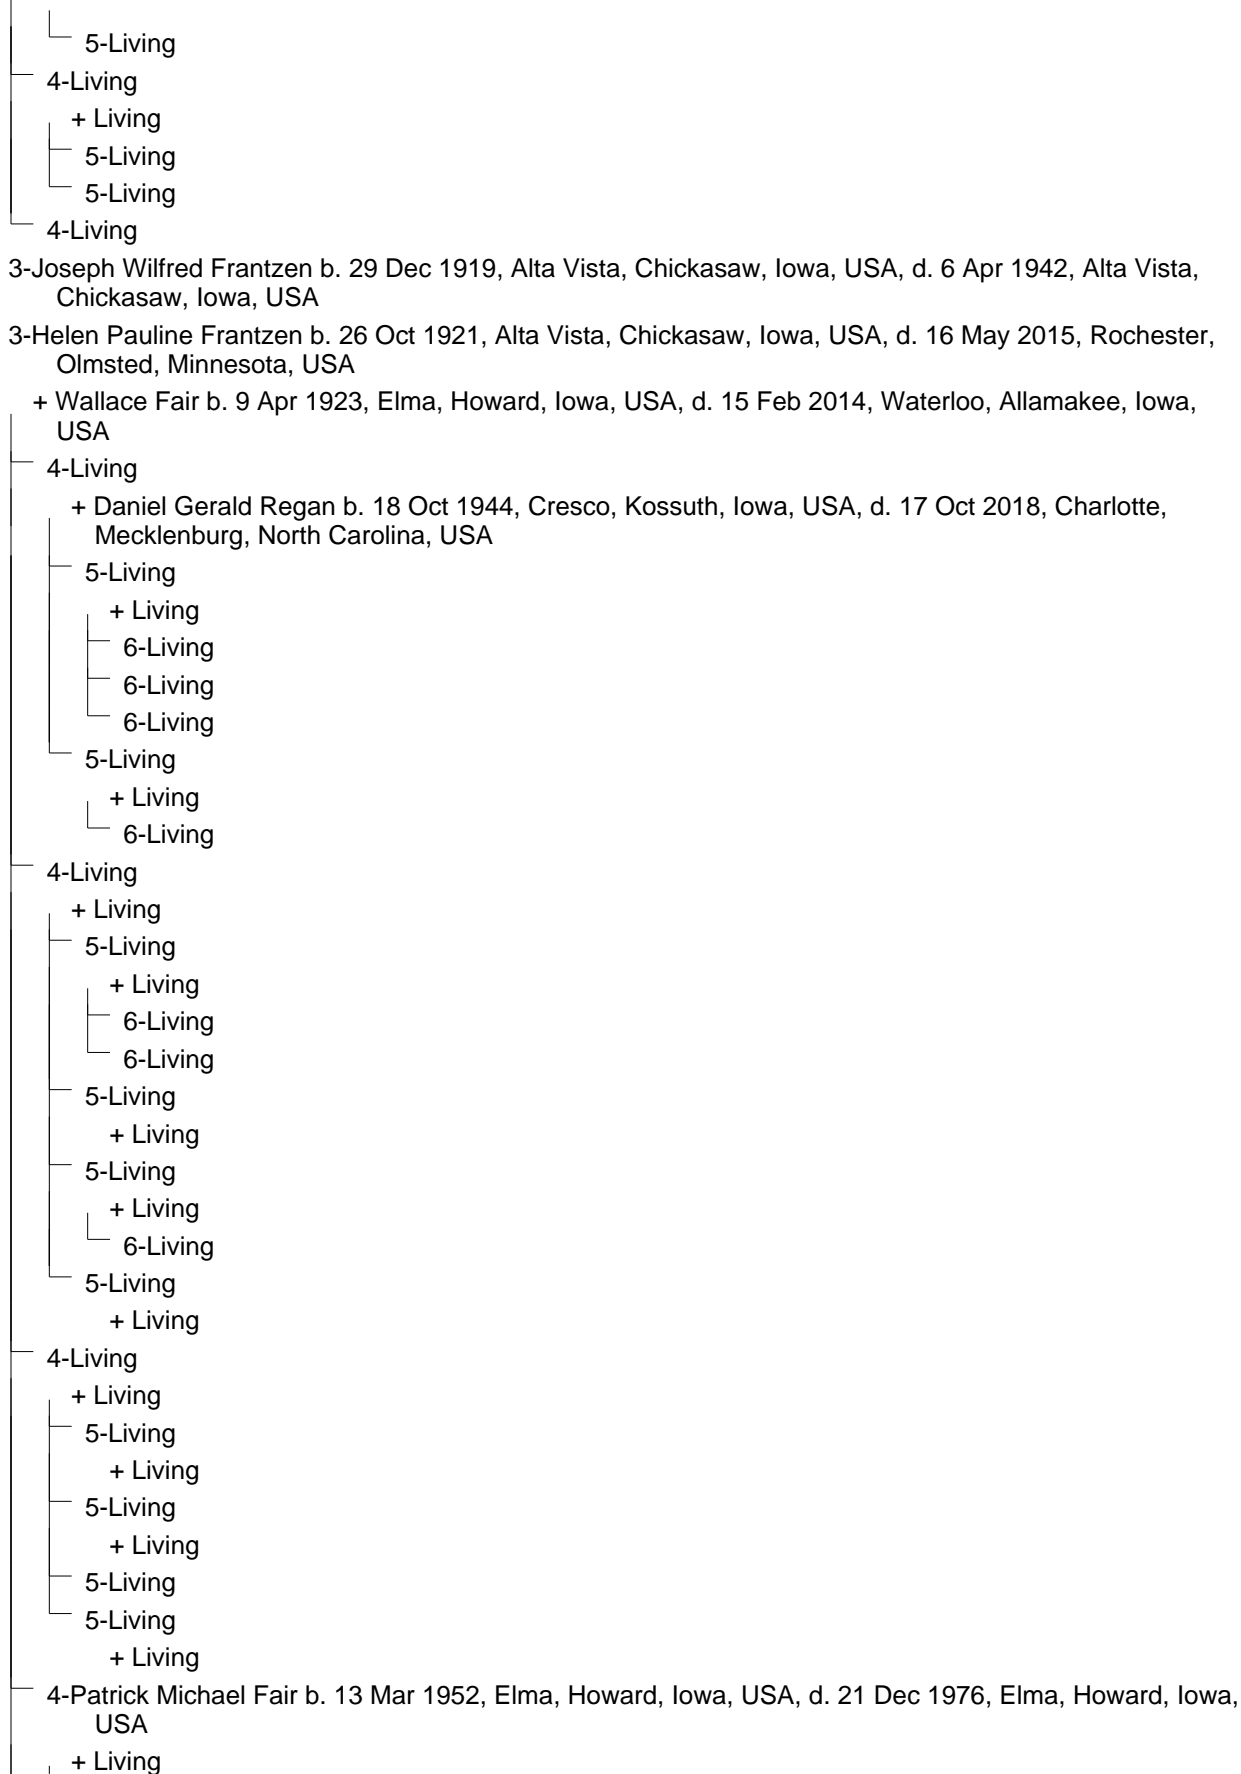 5-Living
4-Living
+ Living
5-Living
5-Living
4-Living
3-Joseph Wilfred Frantzen b. 29 Dec 1919, Alta Vista, Chickasaw, Iowa, USA, d. 6 Apr 1942, Alta Vista,
Chickasaw, Iowa, USA
3-Helen Pauline Frantzen b. 26 Oct 1921, Alta Vista, Chickasaw, Iowa, USA, d. 16 May 2015, Rochester,
Olmsted, Minnesota, USA
+ Wallace Fair b. 9 Apr 1923, Elma, Howard, Iowa, USA, d. 15 Feb 2014, Waterloo, Allamakee, Iowa,
USA
4-Living
+ Daniel Gerald Regan b. 18 Oct 1944, Cresco, Kossuth, Iowa, USA, d. 17 Oct 2018, Charlotte,
Mecklenburg, North Carolina, USA
5-Living
+ Living
6-Living
6-Living
6-Living
5-Living
+ Living
6-Living
4-Living
+ Living
5-Living
+ Living
6-Living
6-Living
5-Living
+ Living
5-Living
+ Living
6-Living
5-Living
+ Living
4-Living
+ Living
5-Living
+ Living
5-Living
+ Living
5-Living
5-Living
+ Living
4-Patrick Michael Fair b. 13 Mar 1952, Elma, Howard, Iowa, USA, d. 21 Dec 1976, Elma, Howard, Iowa,
USA
+ Living